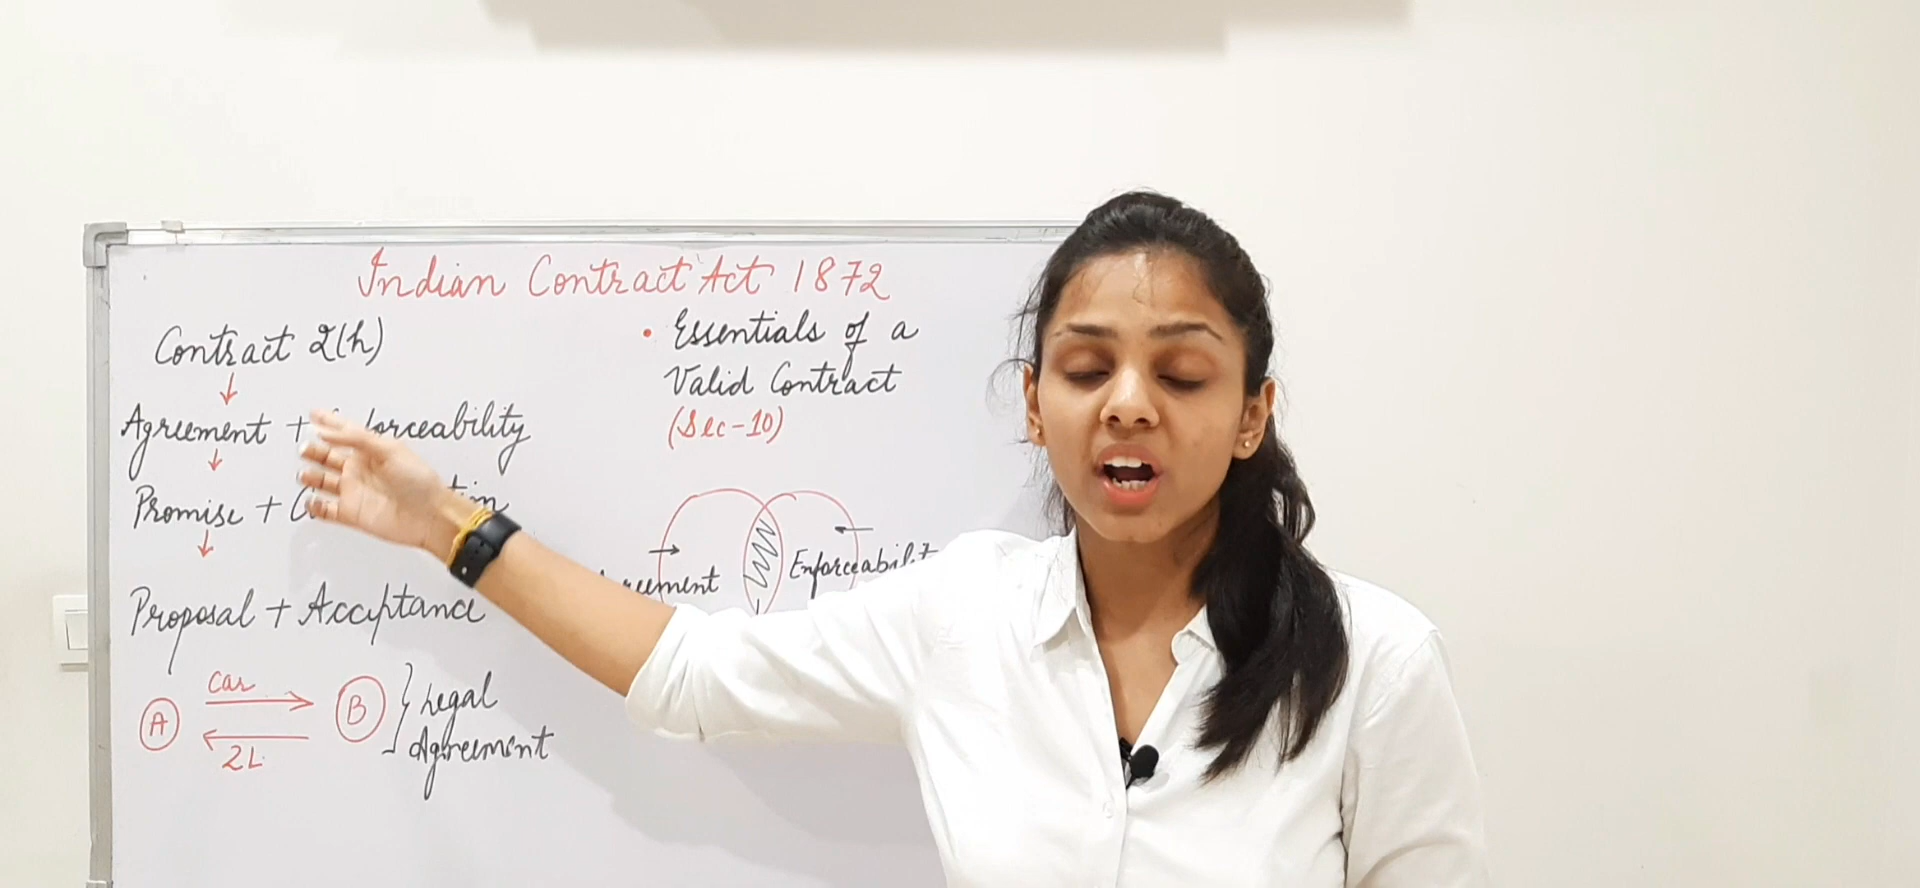 Indian Contract Act 1872
Contract 2(h)
↓
Agreement +
↓
Promise +
↓
Proposal + Acceptance
A car → B } Legal
← 2L Agreement
• Essentials of a
Valid Contract
(Sec-10)